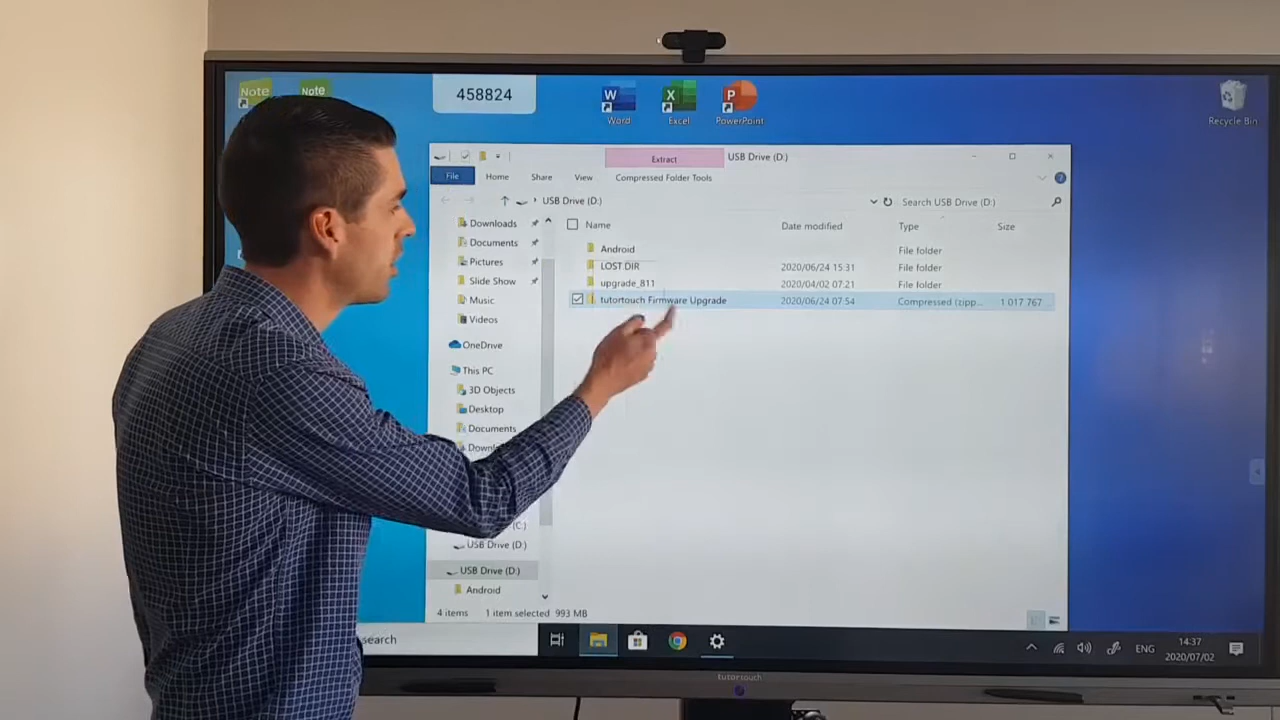 Note
Note
458824
Word
Excel
PowerPoint
Recycle Bin
Extract
USB Drive (D:)
File
Home
Share
View
Compressed Folder Tools
USB Drive (D:)
Search USB Drive (D:)
Name
Date modified
Type
Size
Downloads
Documents
Pictures
Slide Show
Music
Videos
OneDrive
This PC
3D Objects
Desktop
Documents
Android
File folder
LOST.DIR
2020/06/24 15:31
File folder
upgrade_811
2020/04/02 07:21
File folder
tutortouch Firmware Upgrade
2020/06/24 07:54
Compressed (zipp...
1 017 767
(C:)
USB Drive (D:)
USB Drive (D:)
Android
4 items
1 item selected 993 MB
search
ENG
14:37
2020/07/02
tutortouch